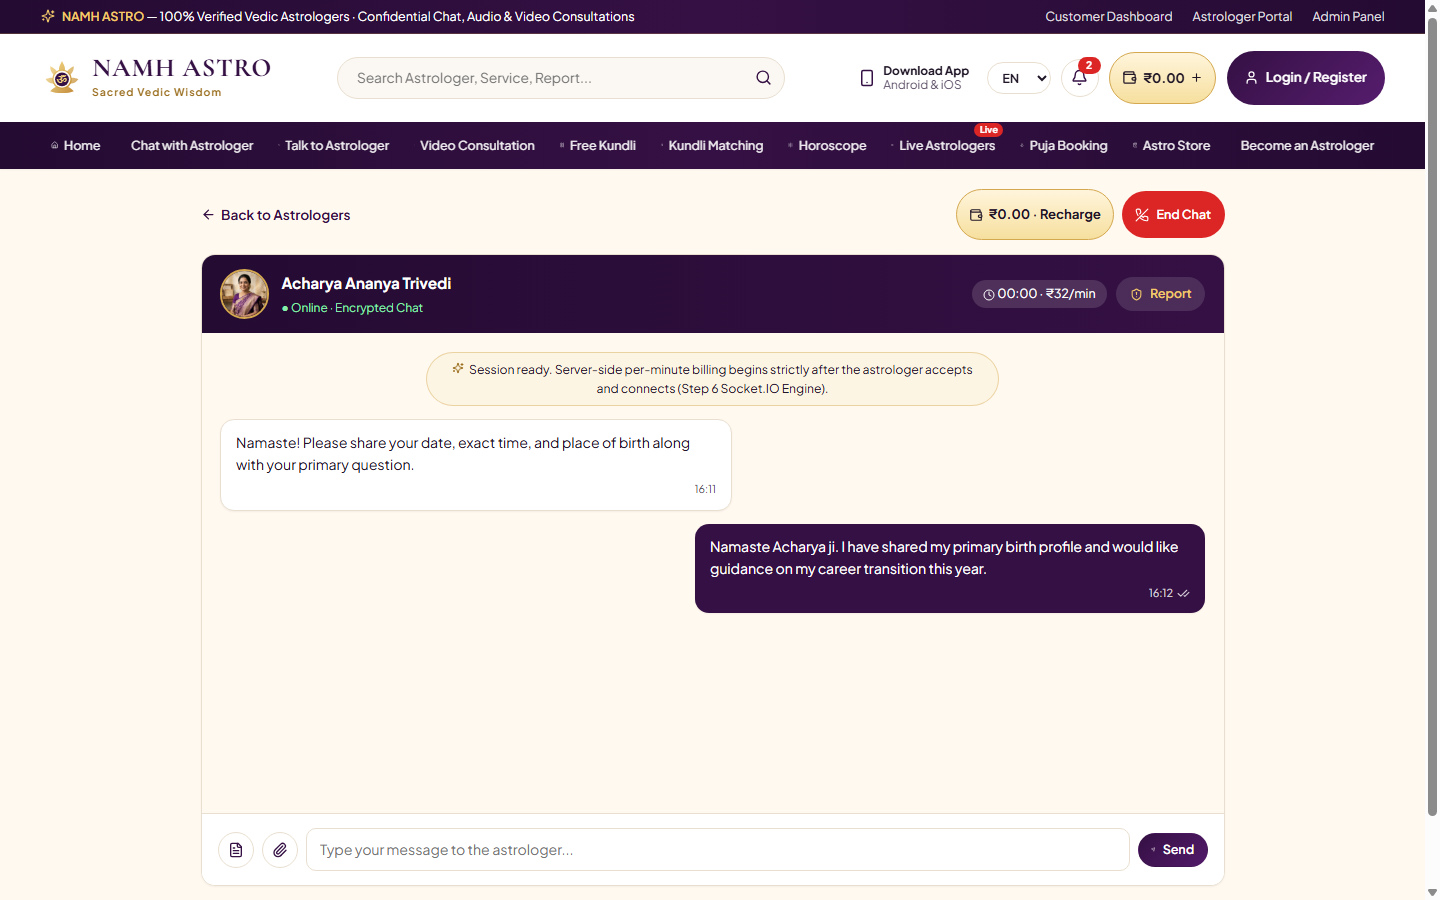 NAMH ASTRO — 100% Verified Vedic Astrologers · Confidential Chat, Audio & Video Consultations
Customer Dashboard
Astrologer Portal
Admin Panel
NAMH ASTRO
Sacred Vedic Wisdom
Search Astrologer, Service, Report...
Download App
Android & iOS
EN
2
₹0.00 +
Login / Register
Home
Chat with Astrologer
Talk to Astrologer
Video Consultation
Free Kundli
Kundli Matching
Horoscope
Live
Live Astrologers
Puja Booking
Astro Store
Become an Astrologer
← Back to Astrologers
₹0.00 · Recharge
End Chat
Acharya Ananya Trivedi
● Online · Encrypted Chat
00:00 · ₹32/min
Report
Session ready. Server-side per-minute billing begins strictly after the astrologer accepts
and connects (Step 6 Socket.IO Engine).
Namaste! Please share your date, exact time, and place of birth along
with your primary question.
16:11
Namaste Acharya ji. I have shared my primary birth profile and would like
guidance on my career transition this year.
16:12
Type your message to the astrologer...
Send